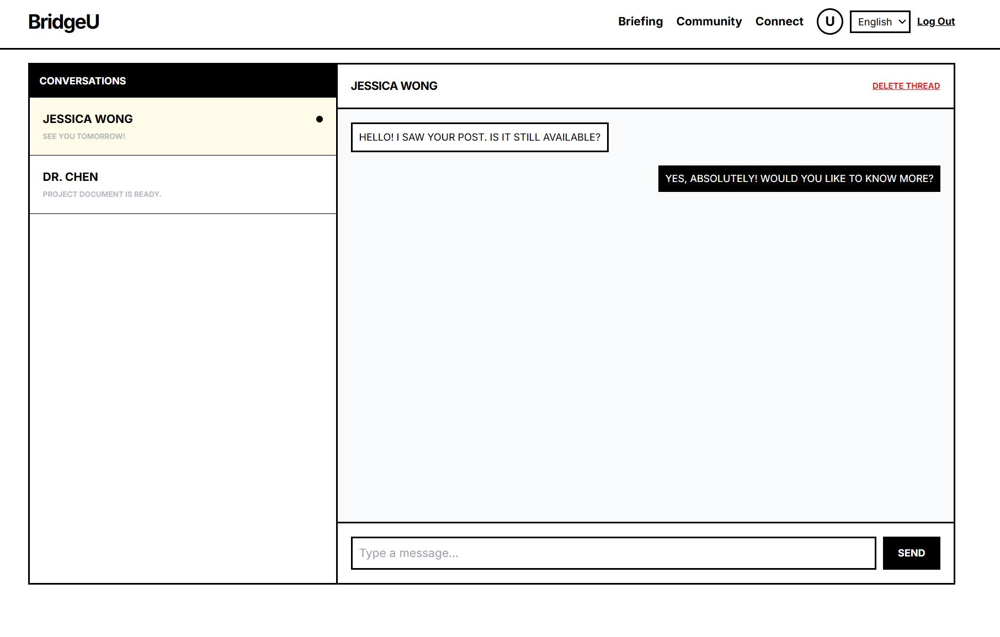 BridgeU
Briefing
Community
Connect
U
English
Log Out
CONVERSATIONS
JESSICA WONG
SEE YOU TOMORROW!
DR. CHEN
PROJECT DOCUMENT IS READY.
JESSICA WONG
DELETE THREAD
HELLO! I SAW YOUR POST. IS IT STILL AVAILABLE?
YES, ABSOLUTELY! WOULD YOU LIKE TO KNOW MORE?
Type a message...
SEND